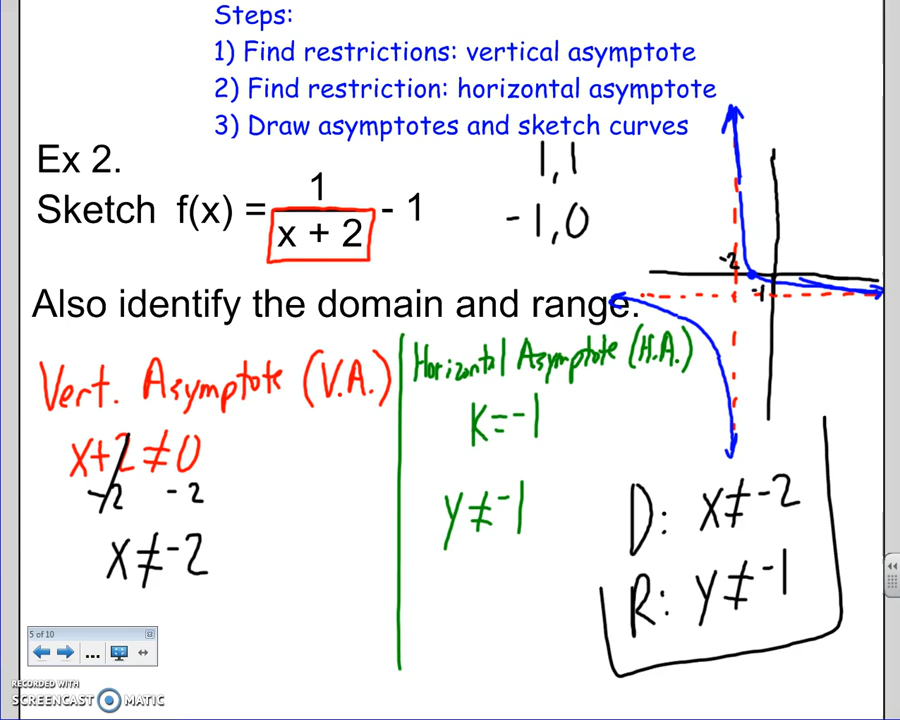 Steps:
1) Find restrictions: vertical asymptote
2) Find restriction: horizontal asymptote
3) Draw asymptotes and sketch curves
Ex 2.
Sketch f(x) = 1/(x + 2) - 1
1,1
-1,0
Also identify the domain and range.
-2
-1
Vert. Asymptote (V.A.)
x+2≠0
-2 -2
x≠-2
Horizontal Asymptote (H.A.)
K=-1
y≠-1
D: x≠-2
R: y≠-1
5 of 10
...
RECORDED WITH
SCREENCAST MATIC